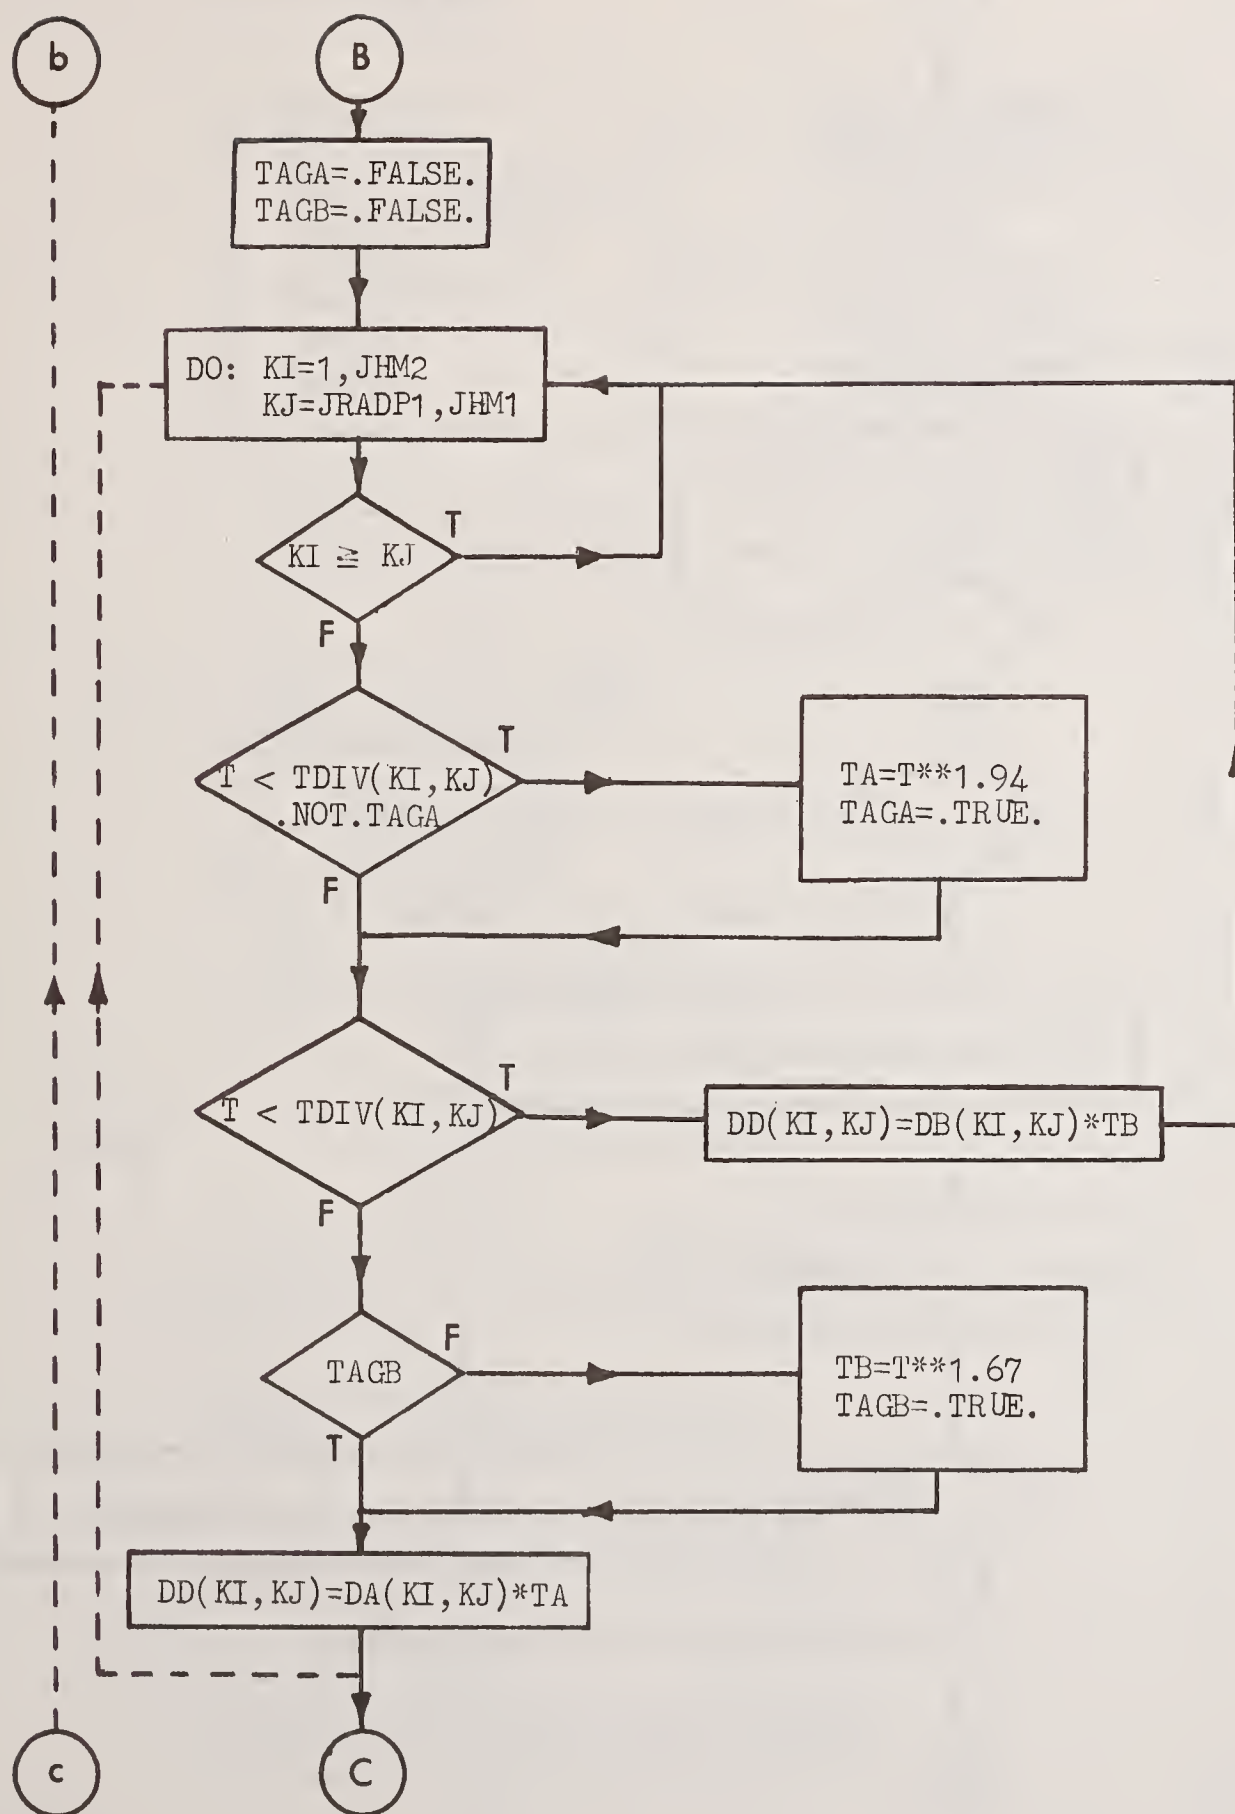 b
B
TAGA=.FALSE.
TAGB=.FALSE.
DO: KI=1,JHM2
KJ=JRADP1,JHM1
T
KI ≧ KJ
F
T
T < TDIV(KI,KJ)
.NOT.TAGA
TA=T**1.94
TAGA=.TRUE.
F
T
T < TDIV(KI,KJ)
DD(KI,KJ)=DB(KI,KJ)*TB
F
F
TAGB
TB=T**1.67
TAGB=.TRUE.
T
DD(KI,KJ)=DA(KI,KJ)*TA
c
C